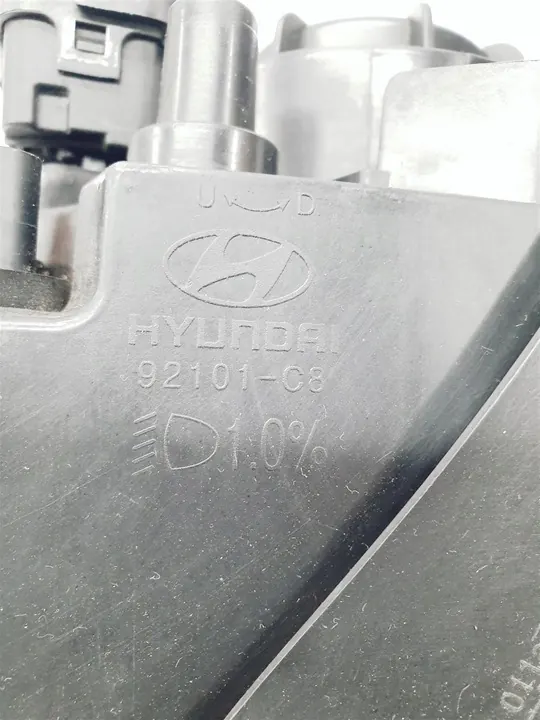 U D
HYUNDAI
92101-C8
1.0%